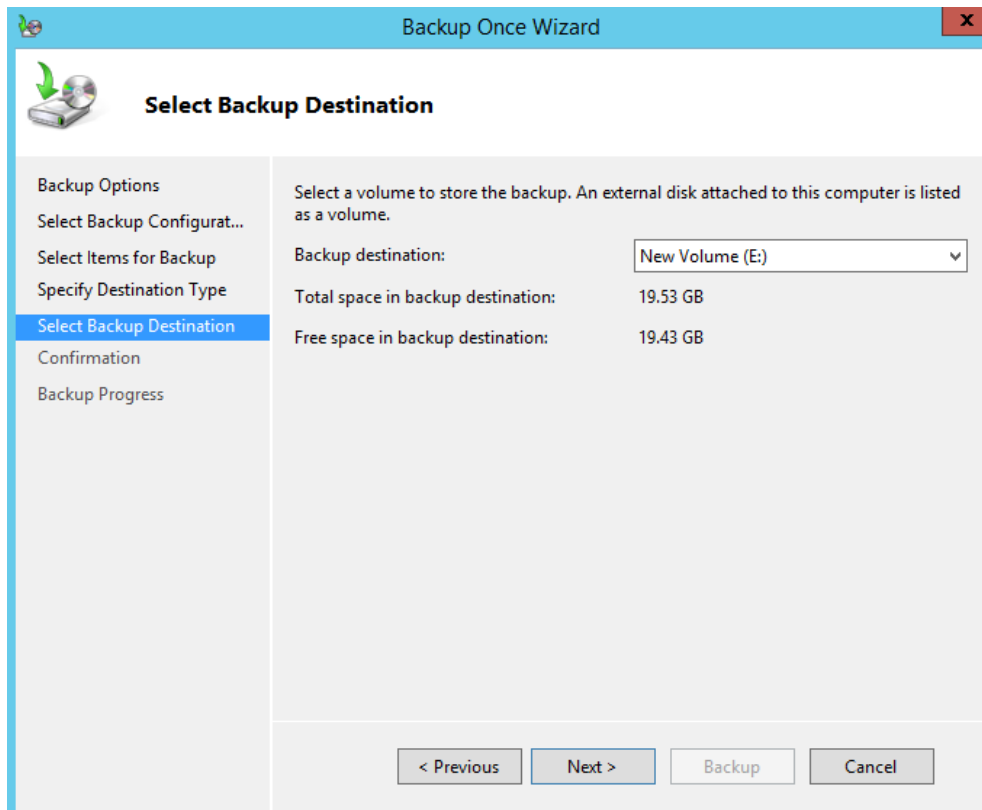 Backup Once Wizard
x
Select Backup Destination
Backup Options
Select Backup Configurat...
Select Items for Backup
Specify Destination Type
Select Backup Destination
Confirmation
Backup Progress
Select a volume to store the backup. An external disk attached to this computer is listed
as a volume.
Backup destination: New Volume (E:)
Total space in backup destination: 19.53 GB
Free space in backup destination: 19.43 GB
< Previous Next > Backup Cancel